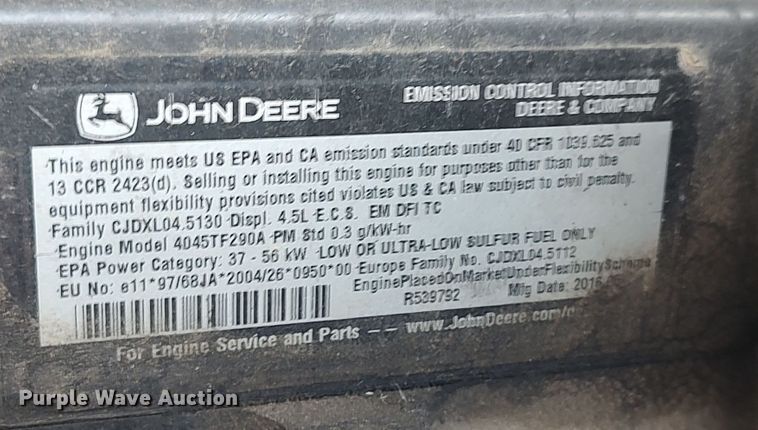 JOHN DEERE
EMISSION CONTROL INFORMATION
DEERE & COMPANY
This engine meets US EPA and CA emission standards under 40 CFR 1039.625 and
13 CCR 2423(d). Selling or installing this engine for purposes other than for the
equipment flexibility provisions cited violates US & CA law subject to civil penalty.
Family CJDXL04.5130 Displ. 4.5L E.C.S. EM DFI TC
Engine Model 4045TF290A PM Std 0.3 g/kW-hr
EPA Power Category: 37 - 56 kW LOW OR ULTRA-LOW SULFUR FUEL ONLY
EU No: e11*97/68JA*2004/26*0950*00 Europe Family No. CJDXL04.5112
EnginePlacedOnMarketUnderFlexibilityScheme
R539792 Mfg Date: 2016
For Engine Service and Parts -- www.JohnDeere.com/
Purple Wave Auction